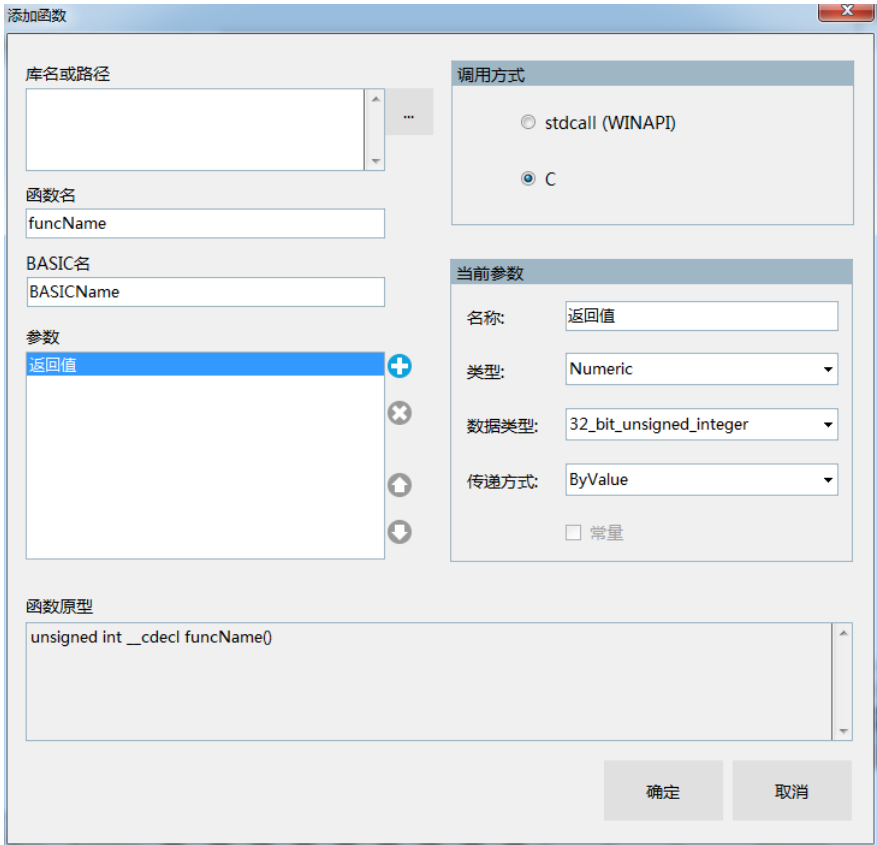 添加函数
库名或路径
...
函数名
funcName
BASIC名
BASICName
参数
返回值
调用方式
stdcall (WINAPI)
C
当前参数
名称:
返回值
类型:
Numeric
数据类型:
32_bit_unsigned_integer
传递方式:
ByValue
常量
函数原型
unsigned int __cdecl funcName()
确定
取消